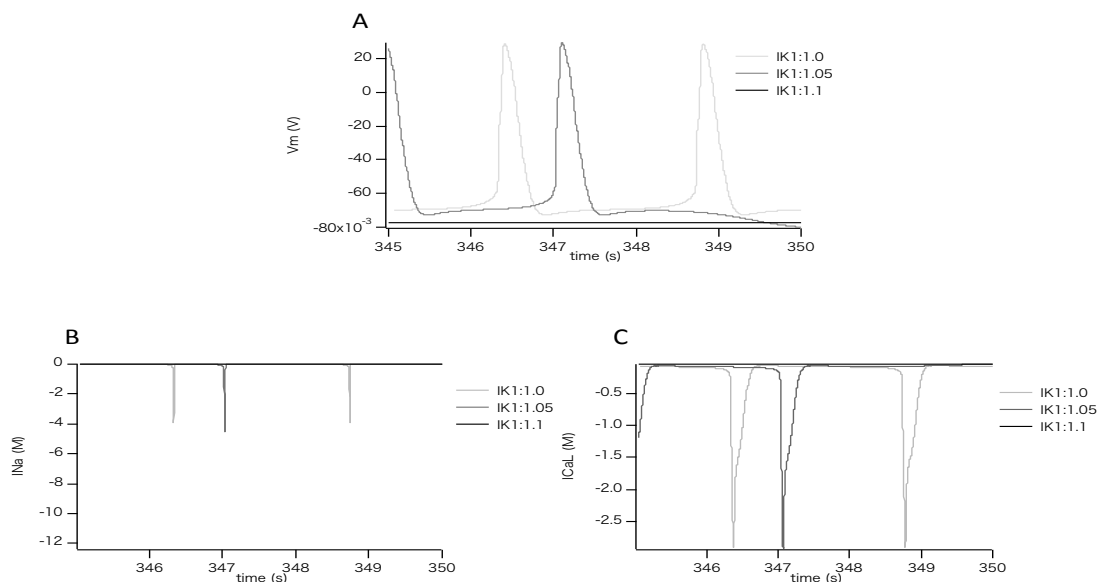 A
20
0
-20
-40
-60
-80x10-3
Vm (V)
345 346 347 348 349 350
time (s)
IK1:1.0
IK1:1.05
IK1:1.1
B
0
-2
-4
-6
-8
-10
-12
INa (M)
346 347 348 349 350
time (s)
IK1:1.0
IK1:1.05
IK1:1.1
C
-0.5
-1.0
-1.5
-2.0
-2.5
ICaL (M)
346 347 348 349 350
time (s)
IK1:1.0
IK1:1.05
IK1:1.1